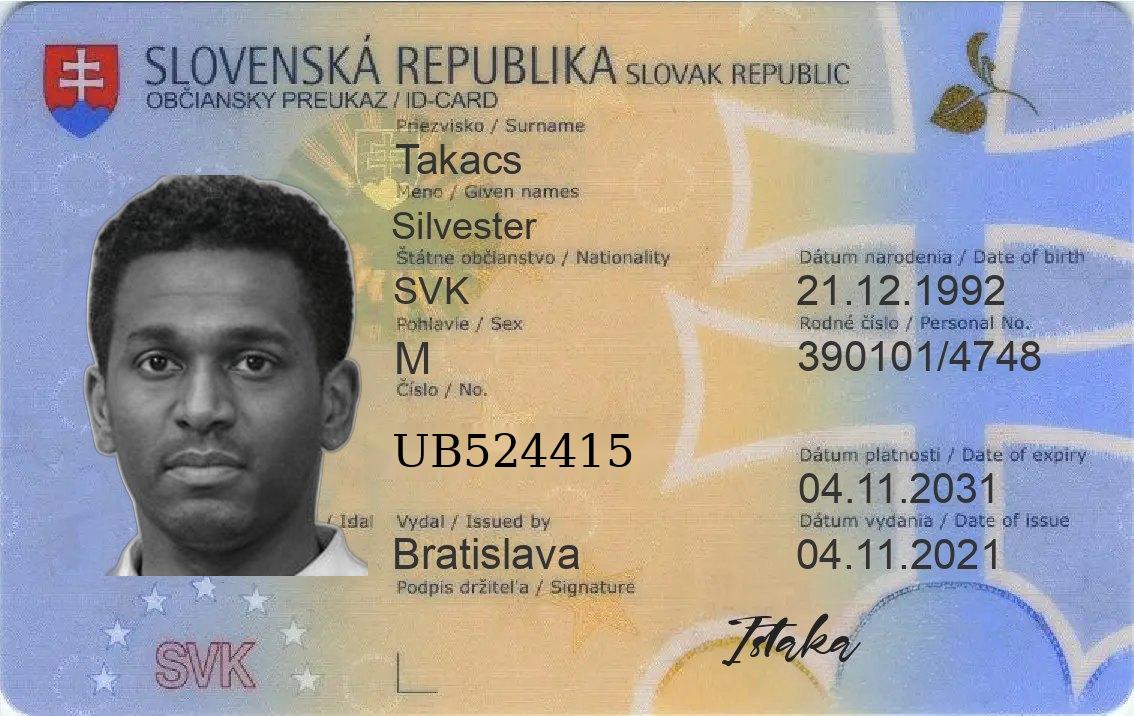 SLOVENSKÁ REPUBLIKA SLOVAK REPUBLIC
OBČIANSKY PREUKAZ / ID-CARD
Priezvisko / Surname
Takacs
Meno / Given names
Silvester
Štátne občianstvo / Nationality
SVK
Dátum narodenia / Date of birth
21.12.1992
Pohlavie / Sex
M
Rodné číslo / Personal No.
390101/4748
Číslo / No.
UB524415
Dátum platnosti / Date of expiry
04.11.2031
/ Idal
Vydal / Issued by
Bratislava
Dátum vydania / Date of issue
04.11.2021
Podpis držiteľa / Signature
Istaka
SVK